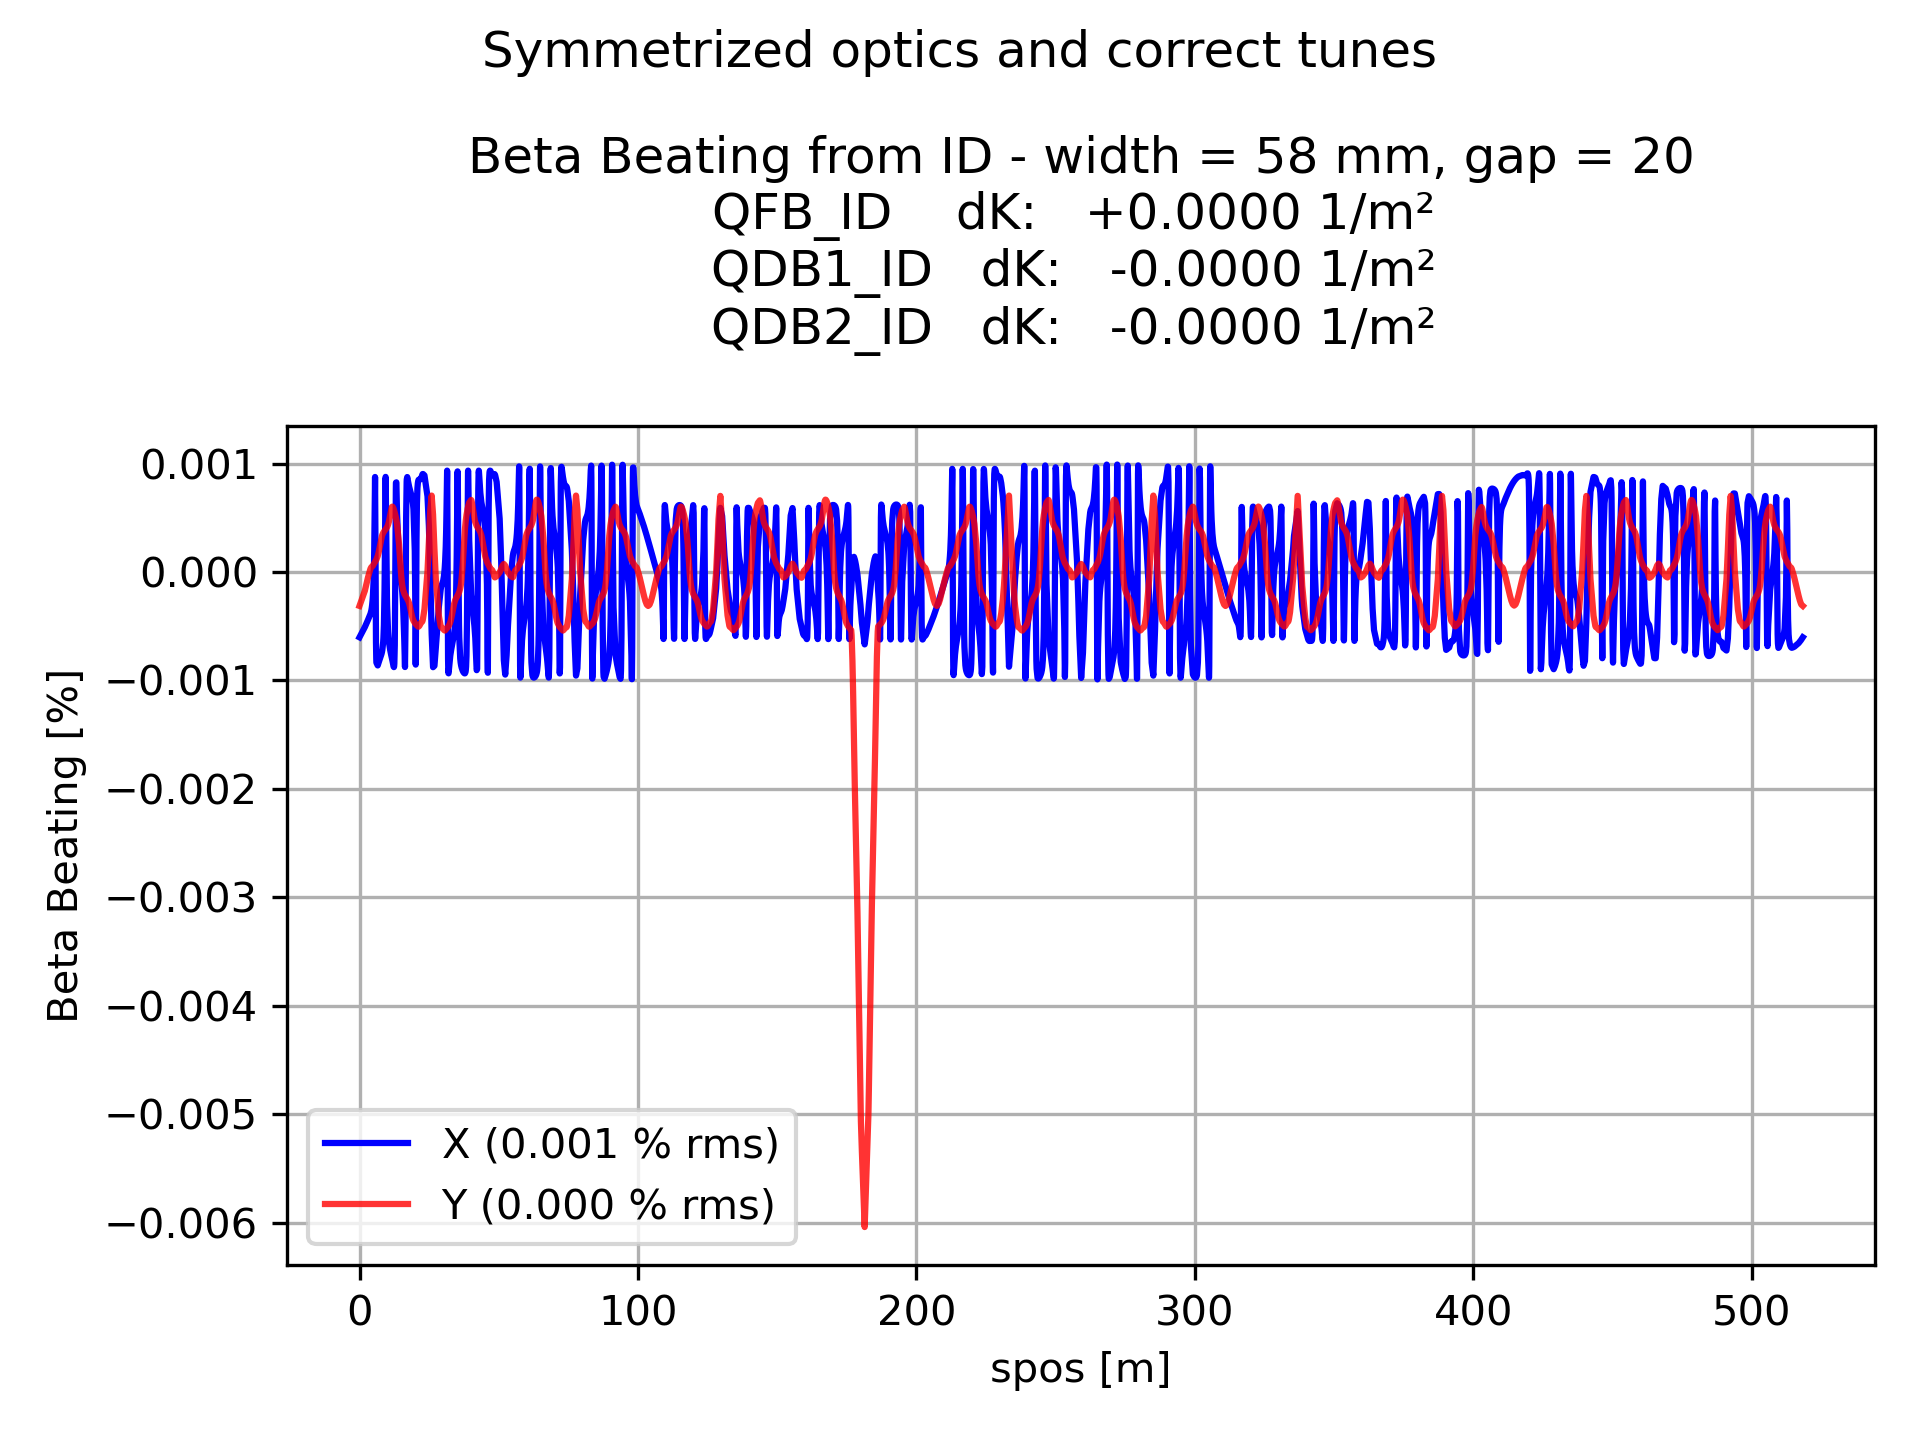 Symmetrized optics and correct tunes
Beta Beating from ID - width = 58 mm, gap = 20
QFB_ID dK: +0.0000 1/m²
QDB1_ID dK: -0.0000 1/m²
QDB2_ID dK: -0.0000 1/m²
0.001
0.000
−0.001
−0.002
−0.003
−0.004
−0.005
−0.006
Beta Beating [%]
X (0.001 % rms)
Y (0.000 % rms)
0 100 200 300 400 500
spos [m]